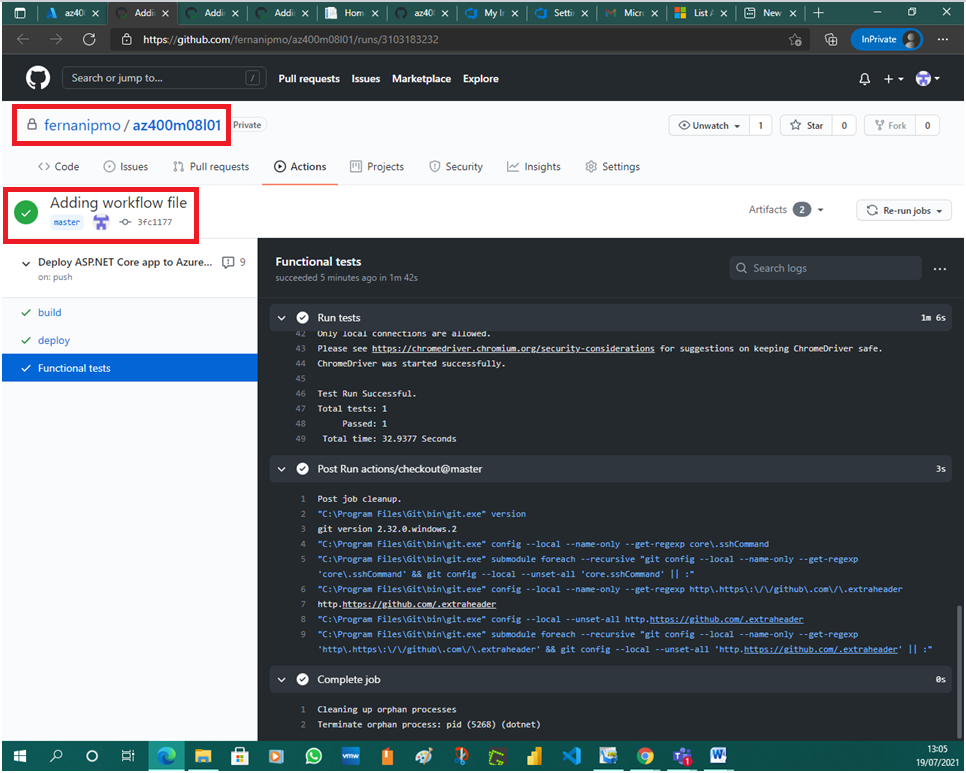 az40
Addi
Addi
Addi
Hom
az40
My Ir
Setti
Micro
List A
New
https://github.com/fernanipmo/az400m08l01/runs/3103183232
InPrivate
Search or jump to...
/
Pull requests Issues Marketplace Explore
fernanipmo / az400m08l01 Private
Unwatch 1 Star 0 Fork 0
Code Issues Pull requests Actions Projects Security Insights Settings
Adding workflow file
master 3fc1177
Artifacts 2
Re-run jobs
Deploy ASP.NET Core app to Azure... 9
on: push
build
deploy
Functional tests
Functional tests
succeeded 5 minutes ago in 1m 42s
Search logs
Run tests 1m 6s
42 Only local connections are allowed.
43 Please see https://chromedriver.chromium.org/security-considerations for suggestions on keeping ChromeDriver safe.
44 ChromeDriver was started successfully.
45
46 Test Run Successful.
47 Total tests: 1
48 Passed: 1
49 Total time: 32.9377 Seconds
Post Run actions/checkout@master 3s
1 Post job cleanup.
2 "C:\Program Files\Git\bin\git.exe" version
3 git version 2.32.0.windows.2
4 "C:\Program Files\Git\bin\git.exe" config --local --name-only --get-regexp core\.sshCommand
5 "C:\Program Files\Git\bin\git.exe" submodule foreach --recursive "git config --local --name-only --get-regexp
'core\.sshCommand' && git config --local --unset-all 'core.sshCommand' || :"
6 "C:\Program Files\Git\bin\git.exe" config --local --name-only --get-regexp http\.https\:\/\/github\.com\/\.extraheader
7 http.https://github.com/.extraheader
8 "C:\Program Files\Git\bin\git.exe" config --local --unset-all http.https://github.com/.extraheader
9 "C:\Program Files\Git\bin\git.exe" submodule foreach --recursive "git config --local --name-only --get-regexp
'http\.https\:\/\/github\.com\/\.extraheader' && git config --local --unset-all 'http.https://github.com/.extraheader' || :"
Complete job 0s
1 Cleaning up orphan processes
2 Terminate orphan process: pid (5268) (dotnet)
vmw
1
W
13:05
19/07/2021